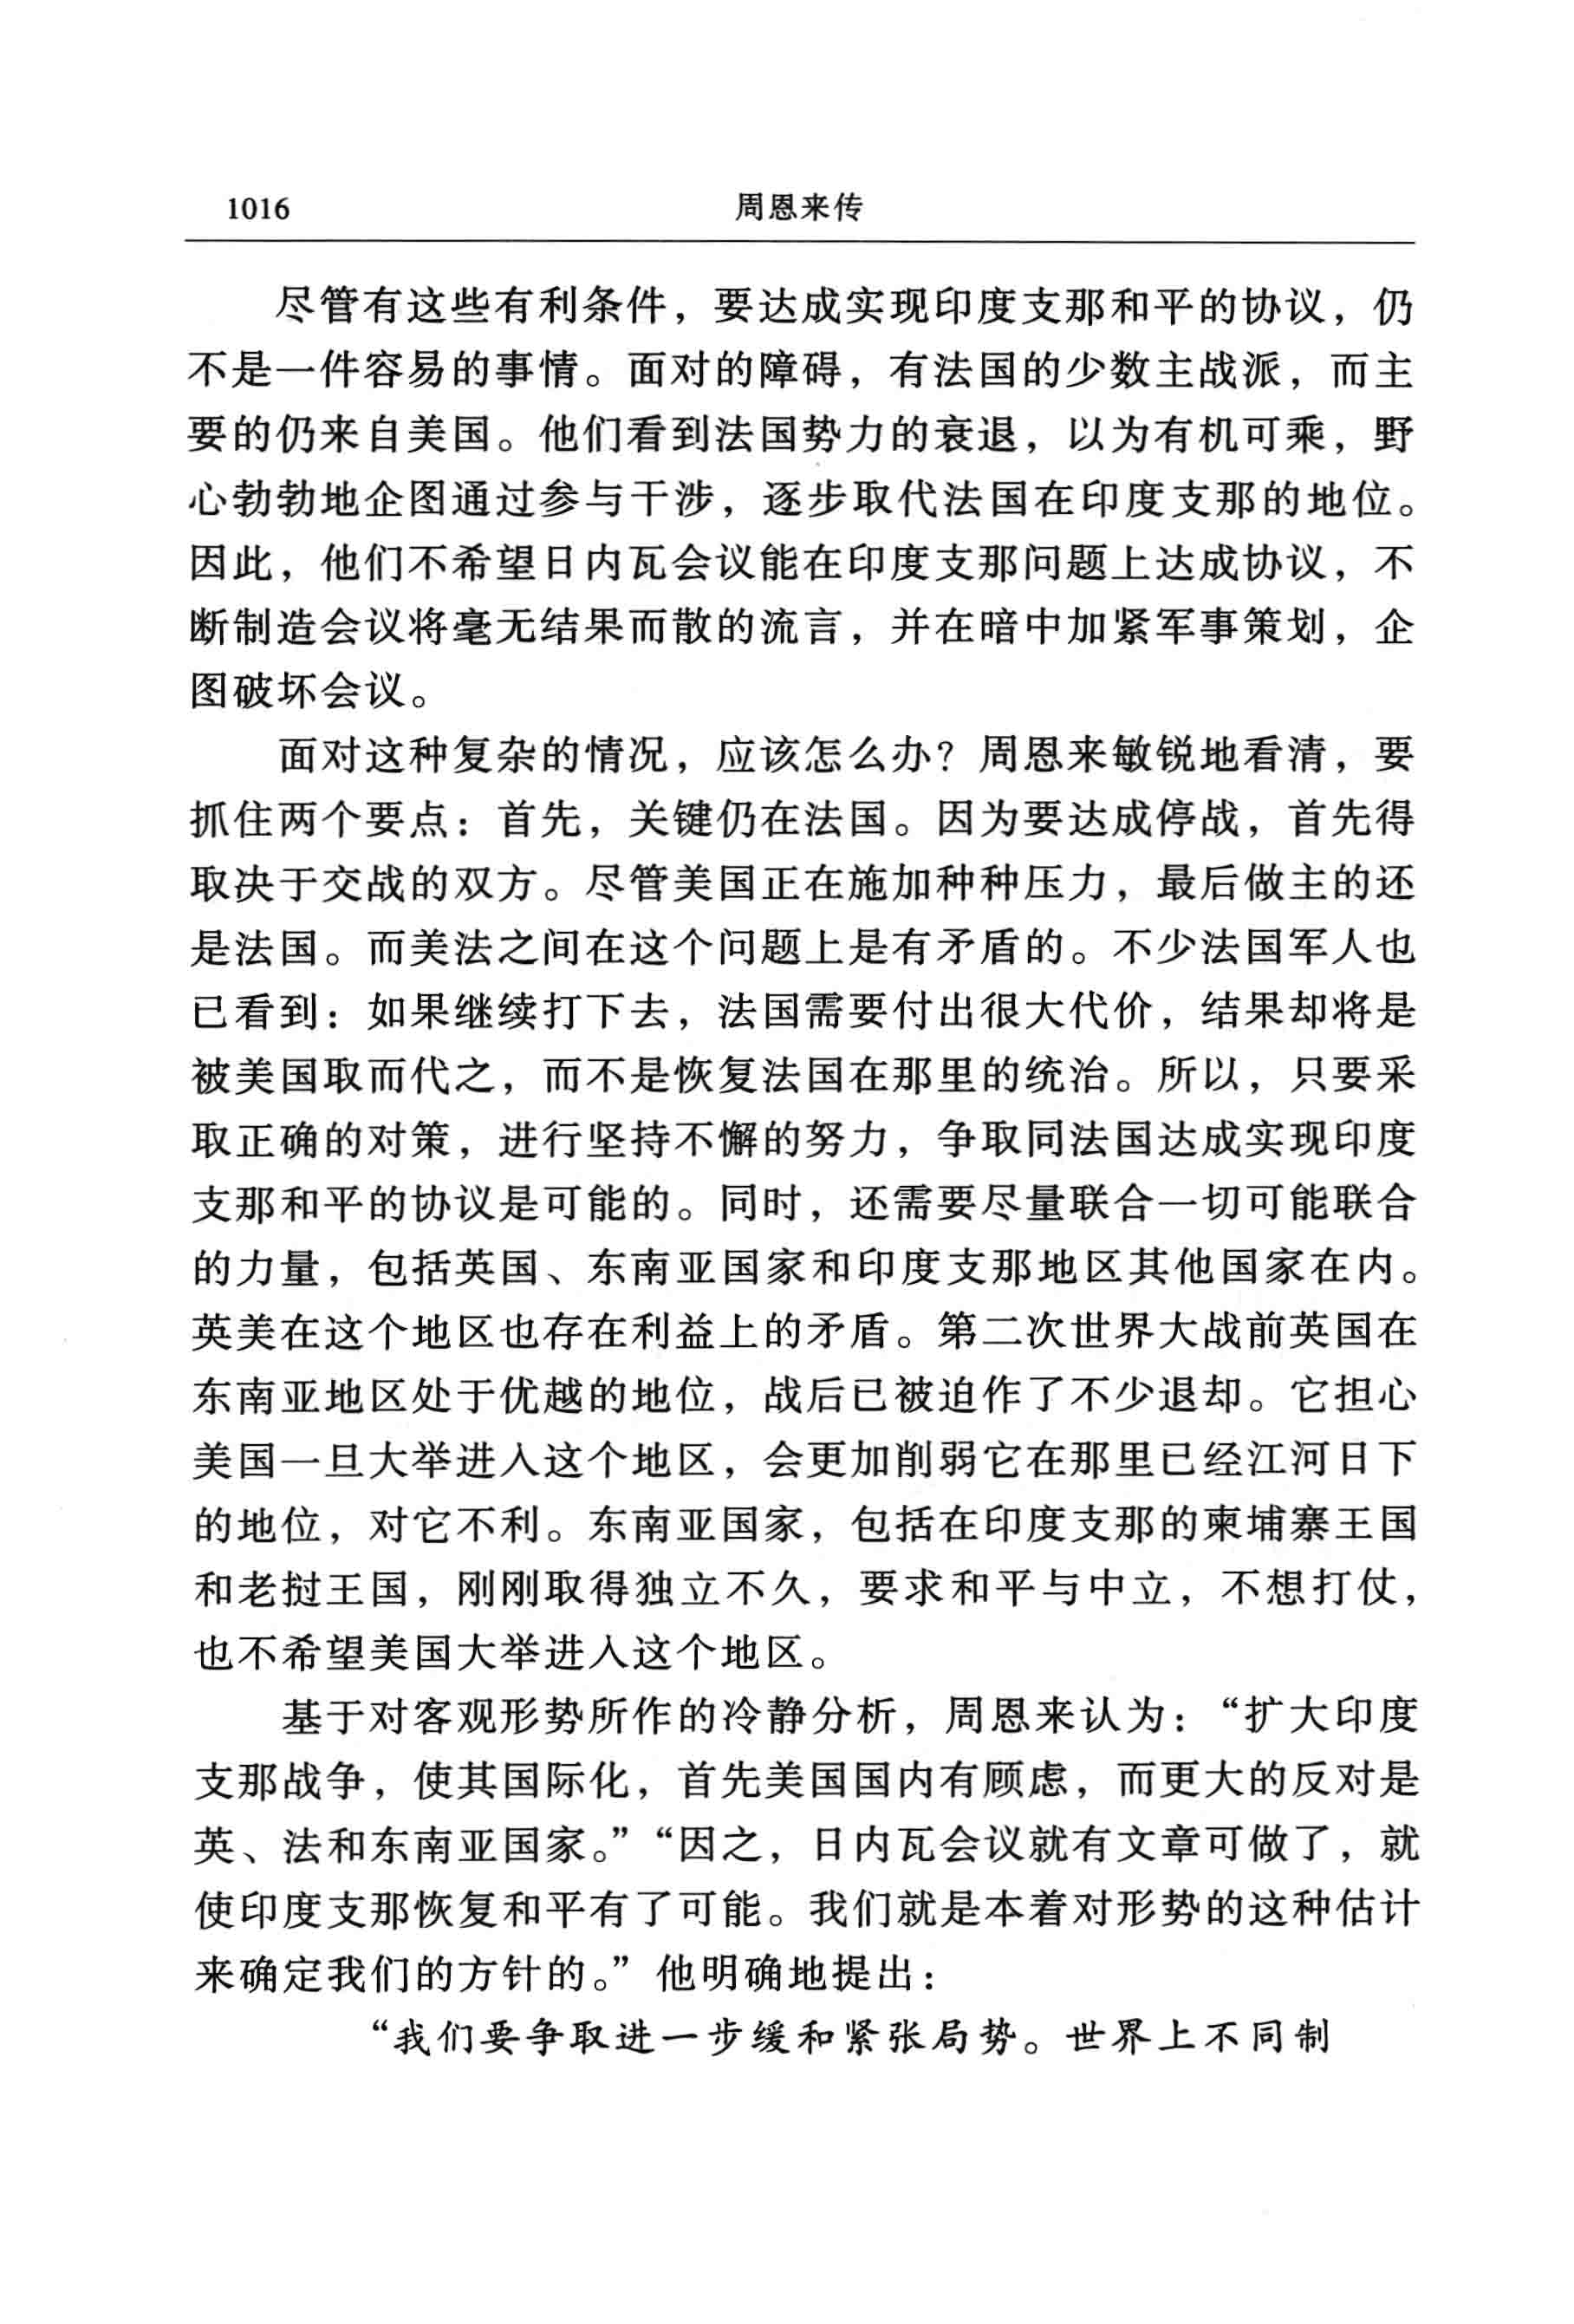 1016
周恩来传
尽管有这些有利条件，要达成实现印度支那和平的协议，仍
不是一件容易的事情。面对的障碍，有法国的少数主战派，而主
要的仍来自美国。他们看到法国势力的衰退，以为有机可乘，野
心勃勃地企图通过参与干涉，逐步取代法国在印度支那的地位。
因此，他们不希望日内瓦会议能在印度支那问题上达成协议，不
断制造会议将毫无结果而散的流言，并在暗中加紧军事策划，企
图破坏会议。
面对这种复杂的情况，应该怎么办？周恩来敏锐地看清，要
抓住两个要点：首先，关键仍在法国。因为要达成停战，首先得
取决于交战的双方。尽管美国正在施加种种压力，最后做主的还
是法国。而美法之间在这个问题上是有矛盾的。不少法国军人也
已看到：如果继续打下去，法国需要付出很大代价，结果却将是
被美国取而代之，而不是恢复法国在那里的统治。所以，只要采
取正确的对策，进行坚持不懈的努力，争取同法国达成实现印度
支那和平的协议是可能的。同时，还需要尽量联合一切可能联合
的力量，包括英国、东南亚国家和印度支那地区其他国家在内。
英美在这个地区也存在利益上的矛盾。第二次世界大战前英国在
东南亚地区处于优越的地位，战后已被迫作了不少退却。它担心
美国一旦大举进入这个地区，会更加削弱它在那里已经江河日下
的地位，对它不利。东南亚国家，包括在印度支那的柬埔寨王国
和老挝王国，刚刚取得独立不久，要求和平与中立，不想打仗，
也不希望美国大举进入这个地区。
基于对客观形势所作的冷静分析，周恩来认为：“扩大印度
支那战争，使其国际化，首先美国国内有顾虑，而更大的反对是
英、法和东南亚国家。”“因之，日内瓦会议就有文章可做了，就
使印度支那恢复和平有了可能。我们就是本着对形势的这种估计
来确定我们的方针的。”他明确地提出：
“我们要争取进一步缓和紧张局势。世界上不同制